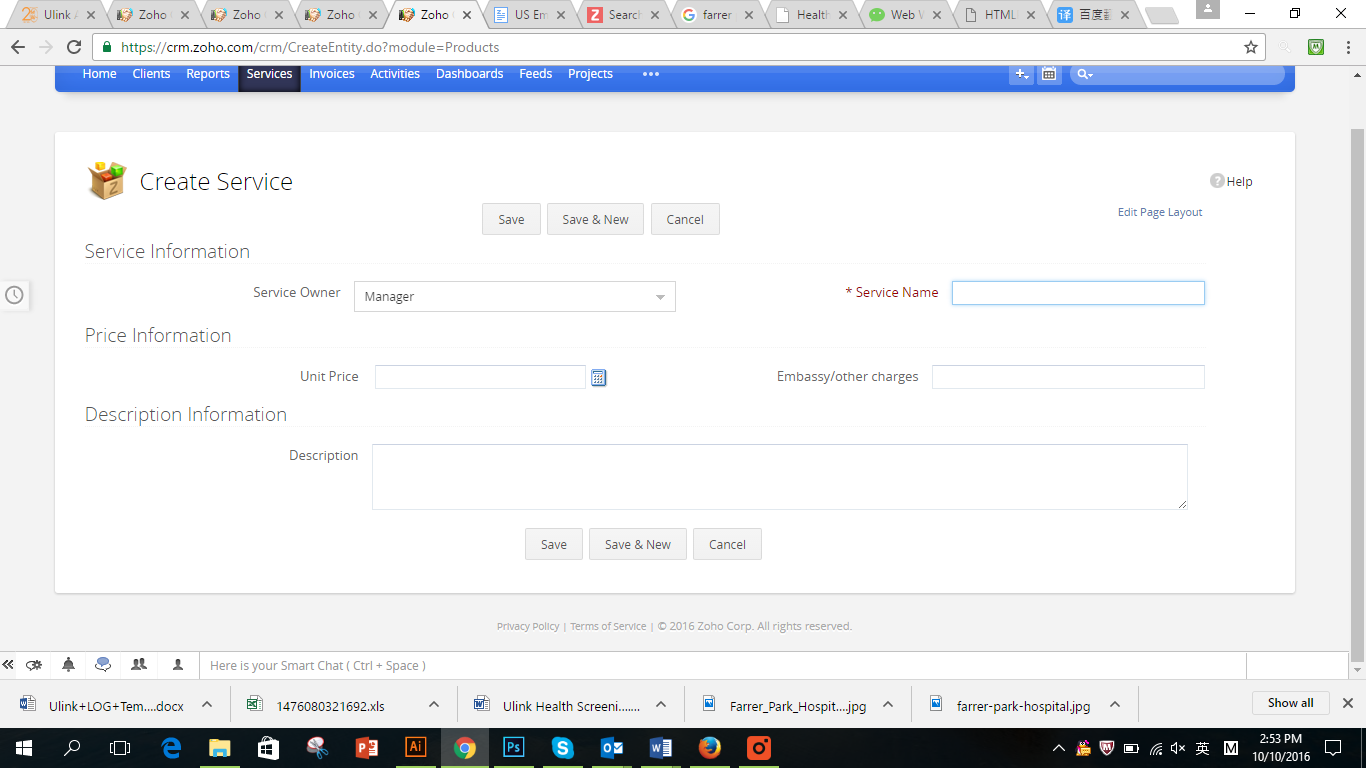 Ulink A
Zoho
Zoho
Zoho
Zoho
US Em
Search
farrer
Health
Web W
HTML
百度
https://crm.zoho.com/crm/CreateEntity.do?module=Products
Home Clients Reports Services Invoices Activities Dashboards Feeds Projects •••
Create Service
Help
Save Save & New Cancel
Edit Page Layout
Service Information
Service Owner Manager * Service Name
Price Information
Unit Price Embassy/other charges
Description Information
Description
Save Save & New Cancel
Privacy Policy | Terms of Service | © 2016 Zoho Corp. All rights reserved.
Here is your Smart Chat ( Ctrl + Space )
Ulink+LOG+Tem....docx 1476080321692.xls Ulink Health Screeni....... Farrer_Park_Hospit....jpg farrer-park-hospital.jpg Show all
英 M 2:53 PM
10/10/2016